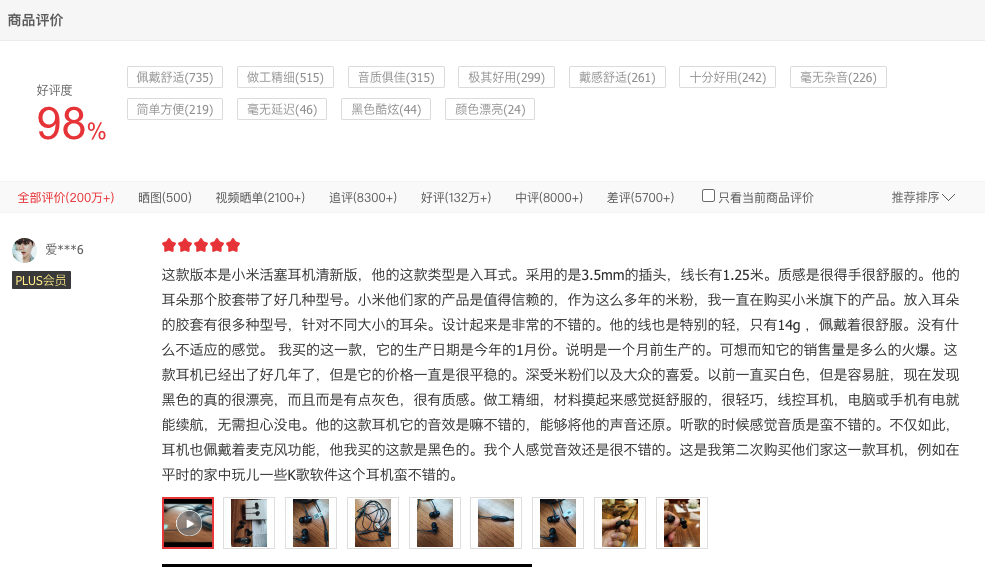 商品评价
好评度
98%
佩戴舒适(735) 做工精细(515) 音质俱佳(315) 极其好用(299) 戴感舒适(261) 十分好用(242) 毫无杂音(226)
简单方便(219) 毫无延迟(46) 黑色酷炫(44) 颜色漂亮(24)
全部评价(200万+) 晒图(500) 视频晒单(2100+) 追评(8300+) 好评(132万+) 中评(8000+) 差评(5700+) 只看当前商品评价 推荐排序
爱***6
PLUS会员
这款版本是小米活塞耳机清新版，他的这款类型是入耳式。采用的是3.5mm的插头，线长有1.25米。质感是很得手很舒服的。他的
耳朵那个胶套带了好几种型号。小米他们家的产品是值得信赖的，作为这么多年的米粉，我一直在购买小米旗下的产品。放入耳朵
的胶套有很多种型号，针对不同大小的耳朵。设计起来是非常的不错的。他的线也是特别的轻，只有14g ，佩戴着很舒服。没有什
么不适应的感觉。 我买的这一款，它的生产日期是今年的1月份。说明是一个月前生产的。可想而知它的销售量是多么的火爆。这
款耳机已经出了好几年了，但是它的价格一直是很平稳的。深受米粉们以及大众的喜爱。以前一直买白色，但是容易脏，现在发现
黑色的真的很漂亮，而且而是有点灰色，很有质感。做工精细，材料摸起来感觉挺舒服的，很轻巧，线控耳机，电脑或手机有电就
能续航，无需担心没电。他的这款耳机它的音效是嘛不错的，能够将他的声音还原。听歌的时候感觉音质是蛮不错的。不仅如此，
耳机也佩戴着麦克风功能，他我买的这款是黑色的。我个人感觉音效还是很不错的。这是我第二次购买他们家这一款耳机，例如在
平时的家中玩儿一些K歌软件这个耳机蛮不错的。